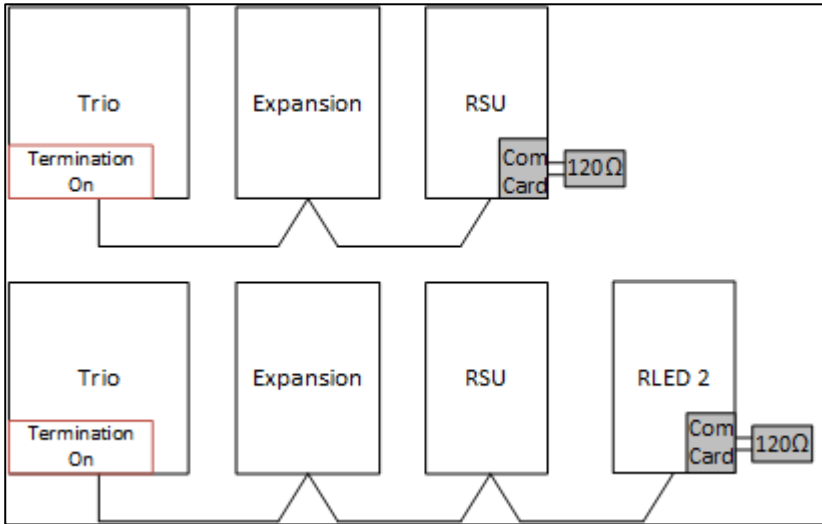 Trio
Expansion
RSU
Termination
On
Com
Card
120Ω
Trio
Expansion
RSU
RLED 2
Termination
On
Com
Card
120Ω